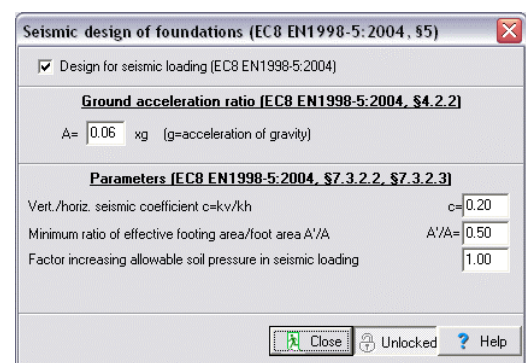 Seismic design of foundations (EC8 EN1998-5:2004, §5)
Design for seismic loading (EC8 EN1998-5:2004)
Ground acceleration ratio (EC8 EN1998-5:2004, §4.2.2)
A= 0.06 xg (g=acceleration of gravity)
Parameters (EC8 EN1998-5:2004, §7.3.2.2, §7.3.2.3)
Vert./horiz. seismic coefficient c=kv/kh c= 0.20
Minimum ratio of effective footing area/foot area A'/A A'/A= 0.50
Factor increasing allowable soil pressure in seismic loading 1.00
Close Unlocked ? Help